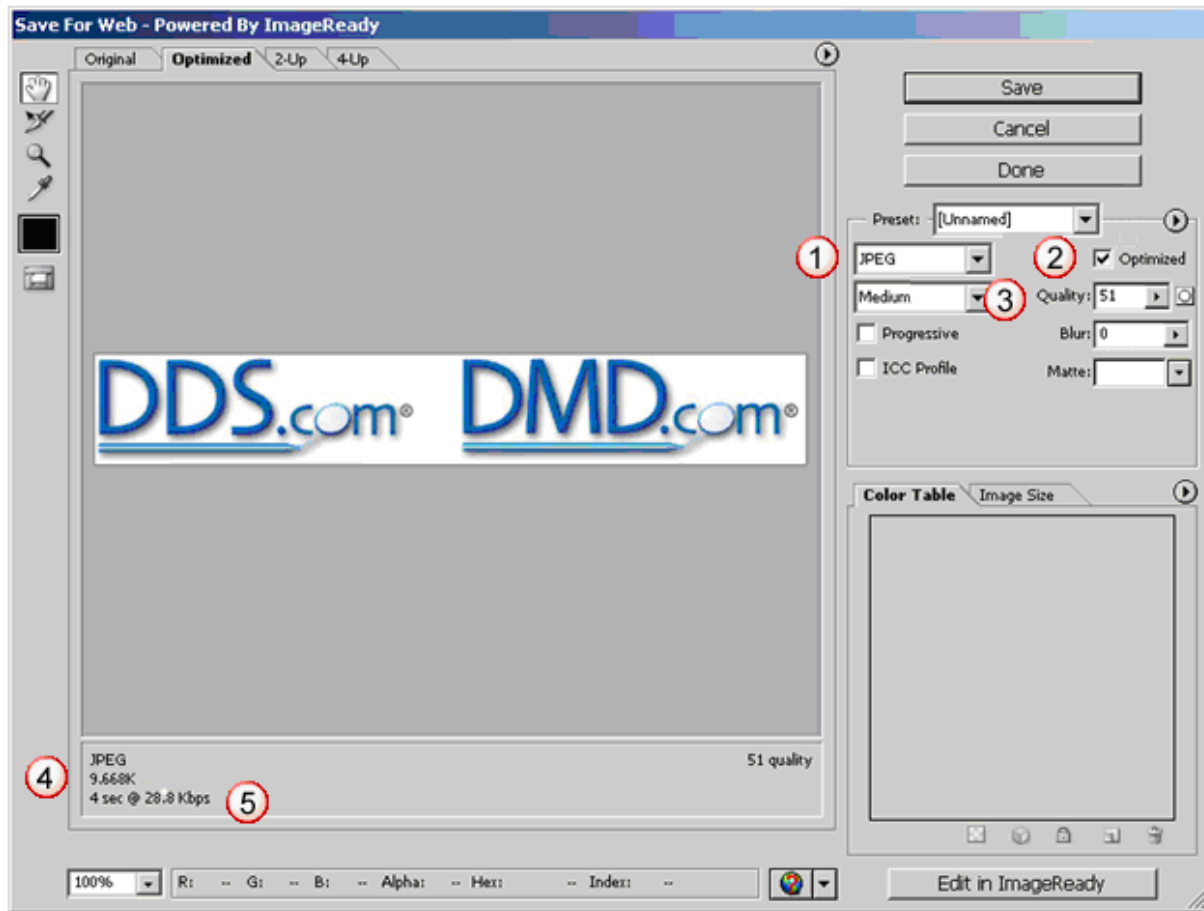 Save For Web - Powered By ImageReady
Original Optimized 2-Up 4-Up
Save
Cancel
Done
Preset: [Unnamed]
1 JPEG 2 Optimized
Medium 3 Quality: 51
Progressive Blur: 0
ICC Profile Matte:
DDS.com® DMD.com®
Color Table Image Size
JPEG 51 quality
4 9.668K
4 sec @ 28.8 Kbps 5
100% R: -- G: -- B: -- Alpha: -- Hex: -- Index: --
Edit in ImageReady